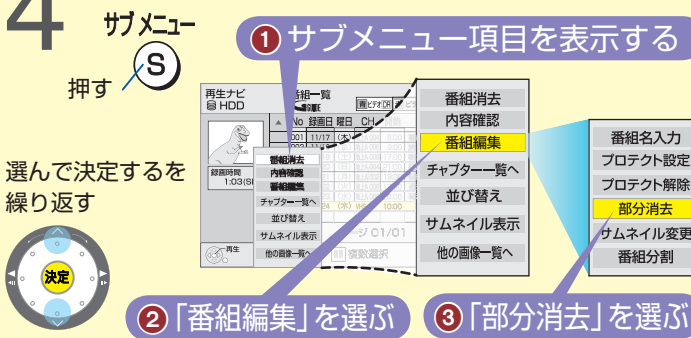 4
サブメニュー
S
押す
選んで決定するを
繰り返す
決定
1 サブメニュー項目を表示する
再生ナビ
HDD
番組一覧
No 録画日 曜日 CH
001 11/17 (木)
録画時間
1:03(S
10:00
ページ 01/01
再生
複数選択
番組消去
内容確認
番組編集
チャプター一覧へ
並び替え
サムネイル表示
他の画像一覧へ
番組消去
内容確認
番組編集
チャプター一覧へ
並び替え
サムネイル表示
他の画像一覧へ
番組名入力
プロテクト設定
プロテクト解除
部分消去
サムネイル変更
番組分割
2 「番組編集」を選ぶ
3 「部分消去」を選ぶ